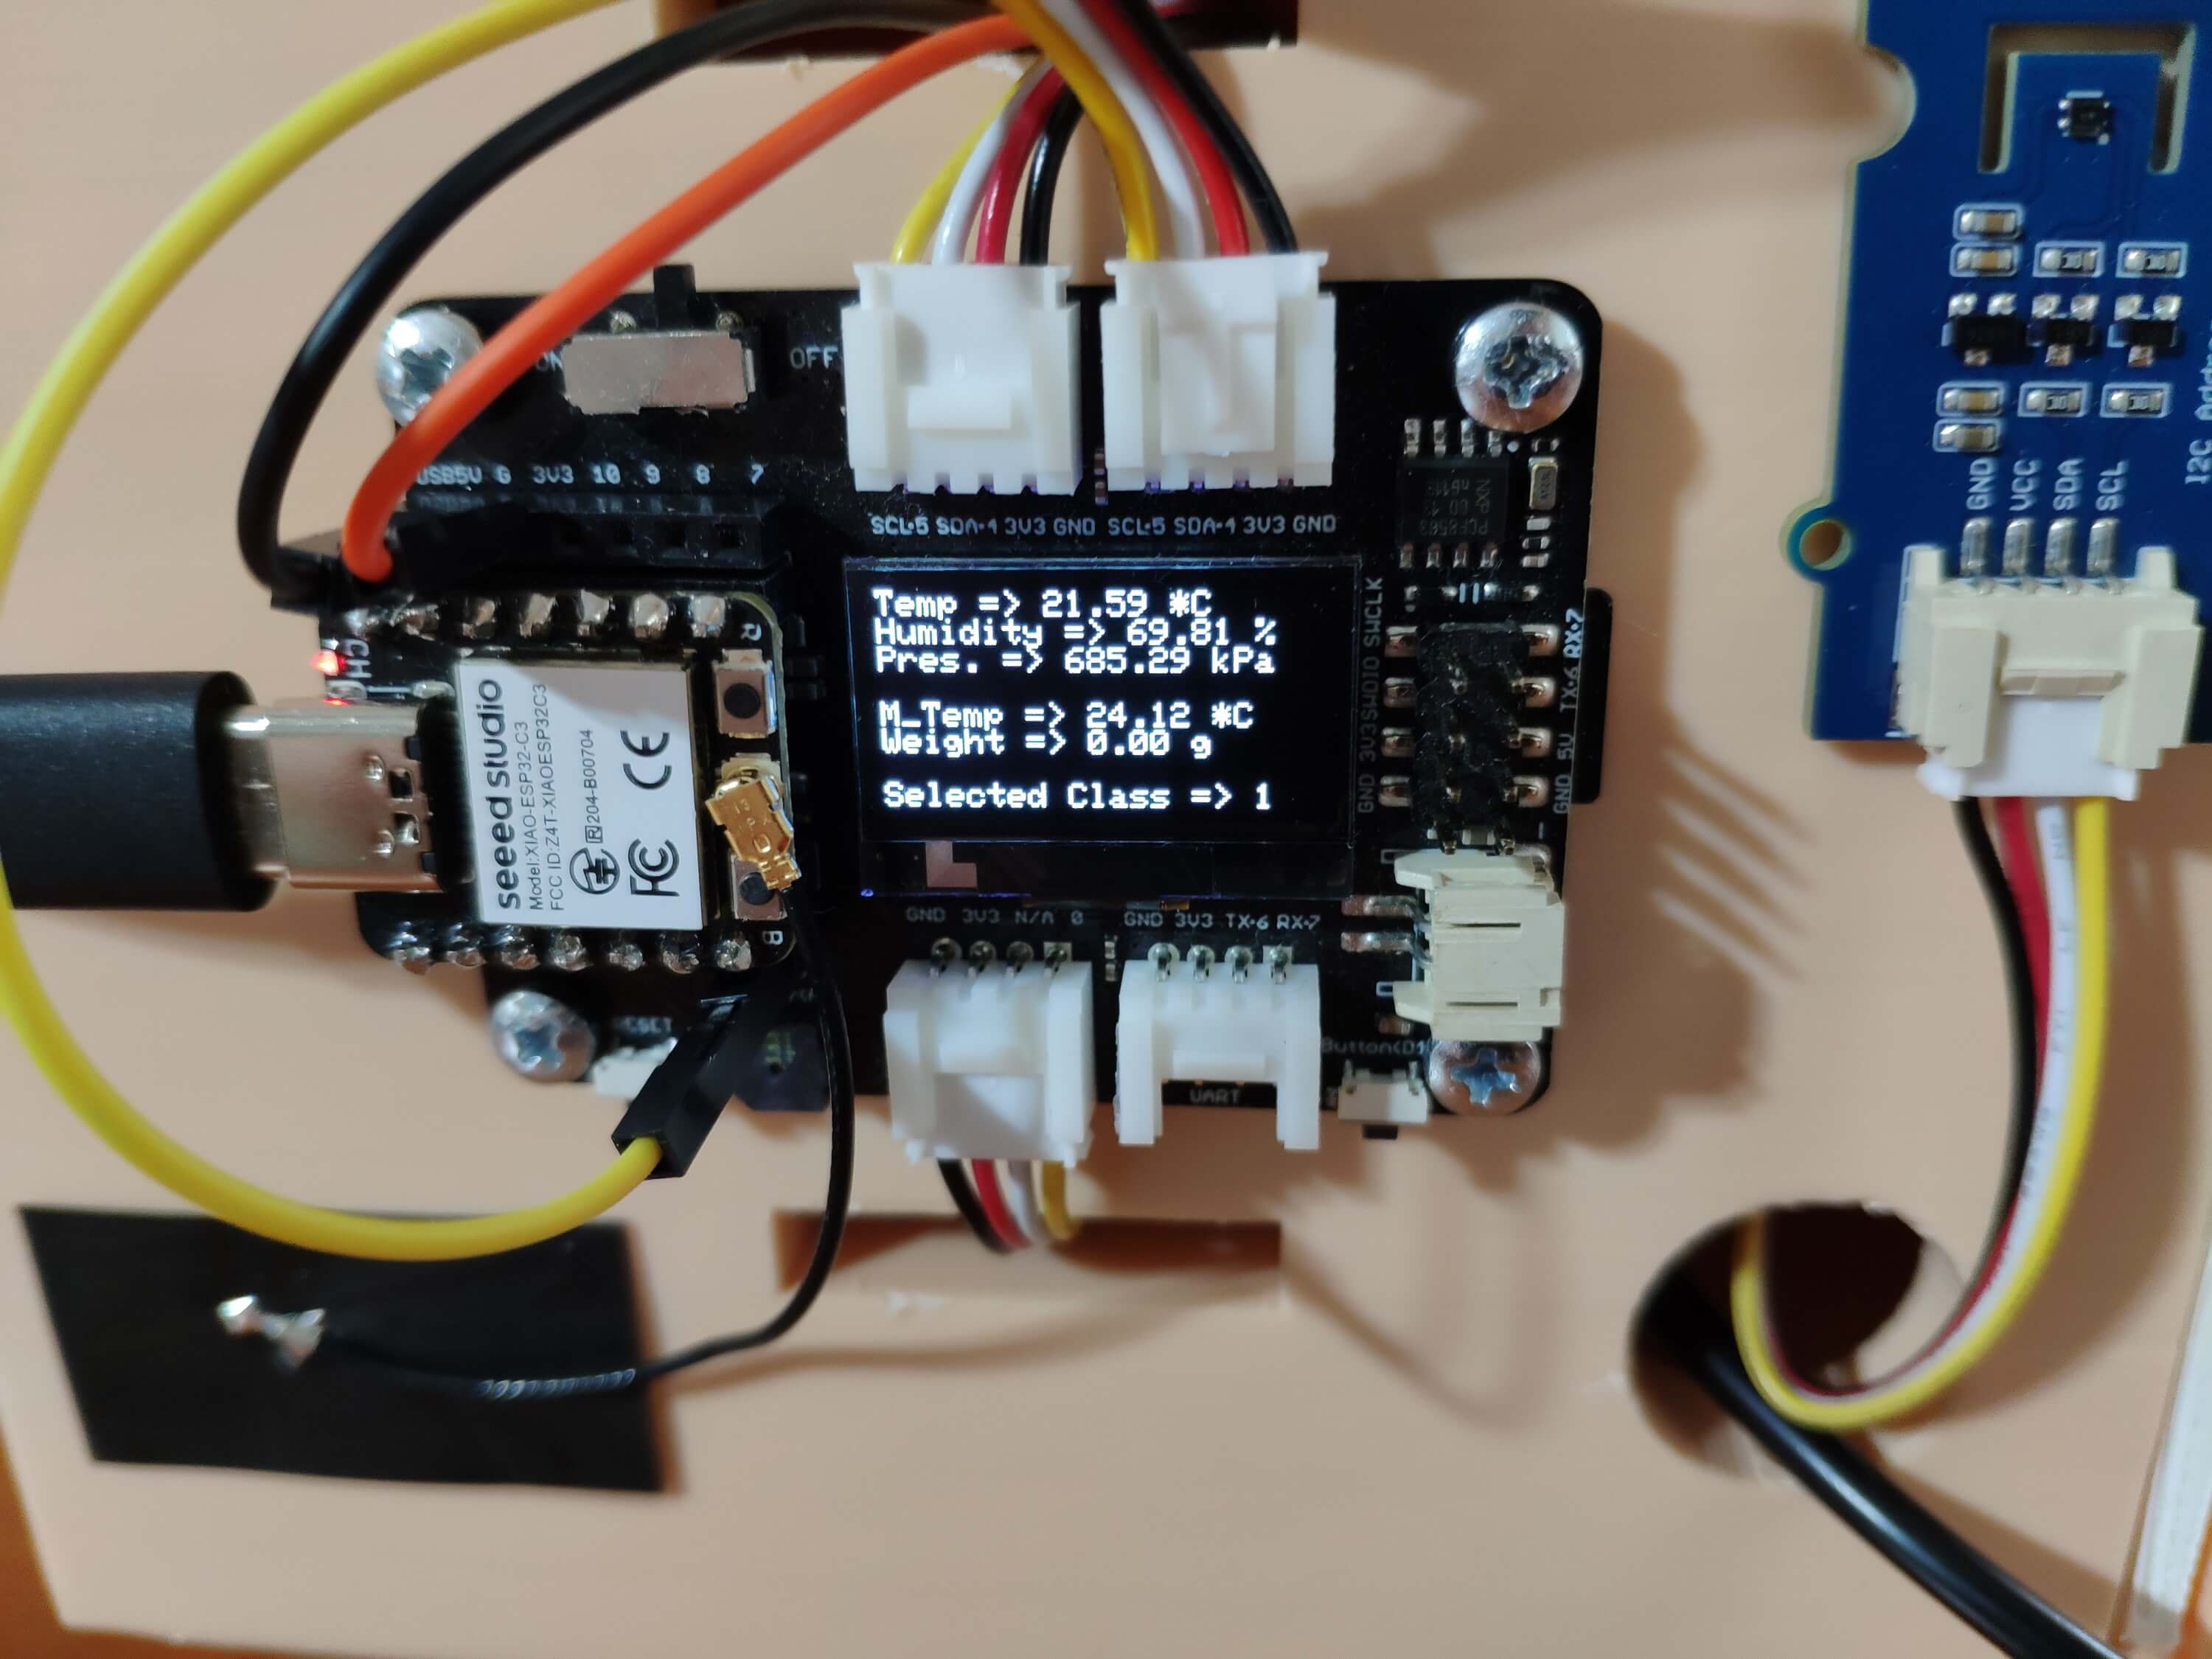 OFF
USB5V G 3V3 10 9 8 7
SCL·5 SDA·4 3V3 GND SCL·5 SDA·4 3V3 GND
Temp => 21.59 *C
Humidity => 69.81 %
Pres. => 685.29 kPa
M_Temp => 24.12 *C
Weight => 0.00 g
Selected Class => 1
GND 3V3 N/A 0
GND 3V3 TX·6 RX·7
UART
Button(D1
GND 3V3 SWDIO SWCLK
GND 5V TX·6 RX·7
R
B
CH
seeed studio
Model:XIAO-ESP32-C3
FCC ID:Z4T-XIAOESP32C3
R 204-B00704
FC CE
GND
VCC
SDA
SCL
I2C